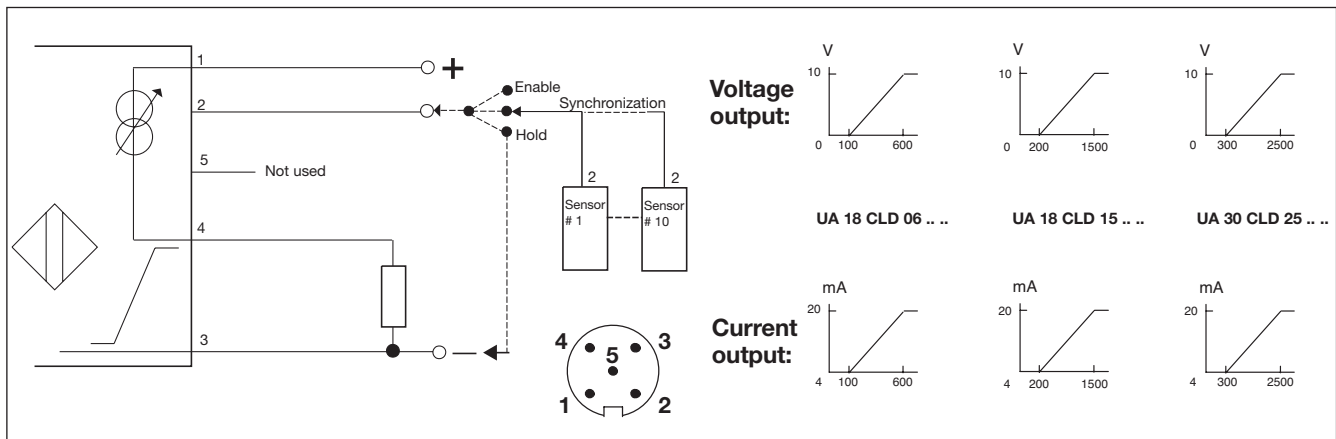 1
+
Enable
2
Synchronization
Hold
5
Not used
2
2
Sensor
# 1
Sensor
# 10
4
3
—
4
3
5
1
2
Voltage
output:
V
10
0
100
600
V
10
0
200
1500
V
10
0
300
2500
UA 18 CLD 06 .. ..
UA 18 CLD 15 .. ..
UA 30 CLD 25 .. ..
Current
output:
mA
20
4
100
600
mA
20
4
200
1500
mA
20
4
300
2500